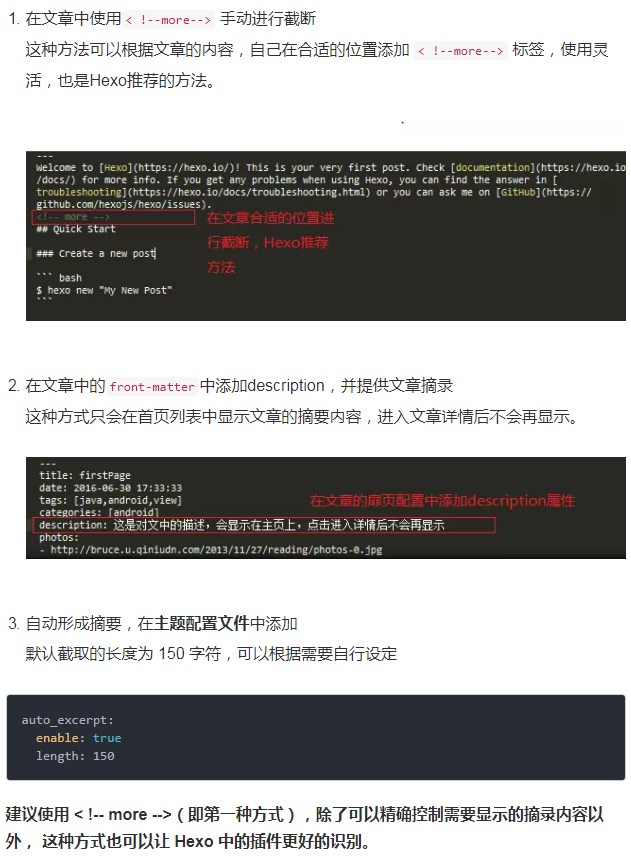 1. 在文章中使用 < !--more--> 手动进行截断
这种方法可以根据文章的内容，自己在合适的位置添加 < !--more--> 标签，使用灵
活，也是Hexo推荐的方法。
---
Welcome to [Hexo](https://hexo.io/)! This is your very first post. Check [documentation](https://hexo.io
/docs/) for more info. If you get any problems when using Hexo, you can find the answer in [
troubleshooting](https://hexo.io/docs/troubleshooting.html) or you can ask me on [GitHub](https://
github.com/hexojs/hexo/issues).
<!-- more -->
在文章合适的位置进
行截断，Hexo推荐
方法
## Quick Start
### Create a new post
``` bash
$ hexo new "My New Post"
```
2. 在文章中的 front-matter 中添加description，并提供文章摘录
这种方式只会在首页列表中显示文章的摘要内容，进入文章详情后不会再显示。
---
title: firstPage
date: 2016-06-30 17:33:33
tags: [java,android,view]
在文章的扉页配置中添加description属性
categories: [android]
description: 这是对文中的描述，会显示在主页上，点击进入详情后不会再显示
photos:
- http://bruce.u.qiniudn.com/2013/11/27/reading/photos-0.jpg
3. 自动形成摘要，在主题配置文件中添加
默认截取的长度为 150 字符，可以根据需要自行设定
auto_excerpt:
enable: true
length: 150
建议使用 < !-- more -->（即第一种方式），除了可以精确控制需要显示的摘录内容以
外， 这种方式也可以让 Hexo 中的插件更好的识别。